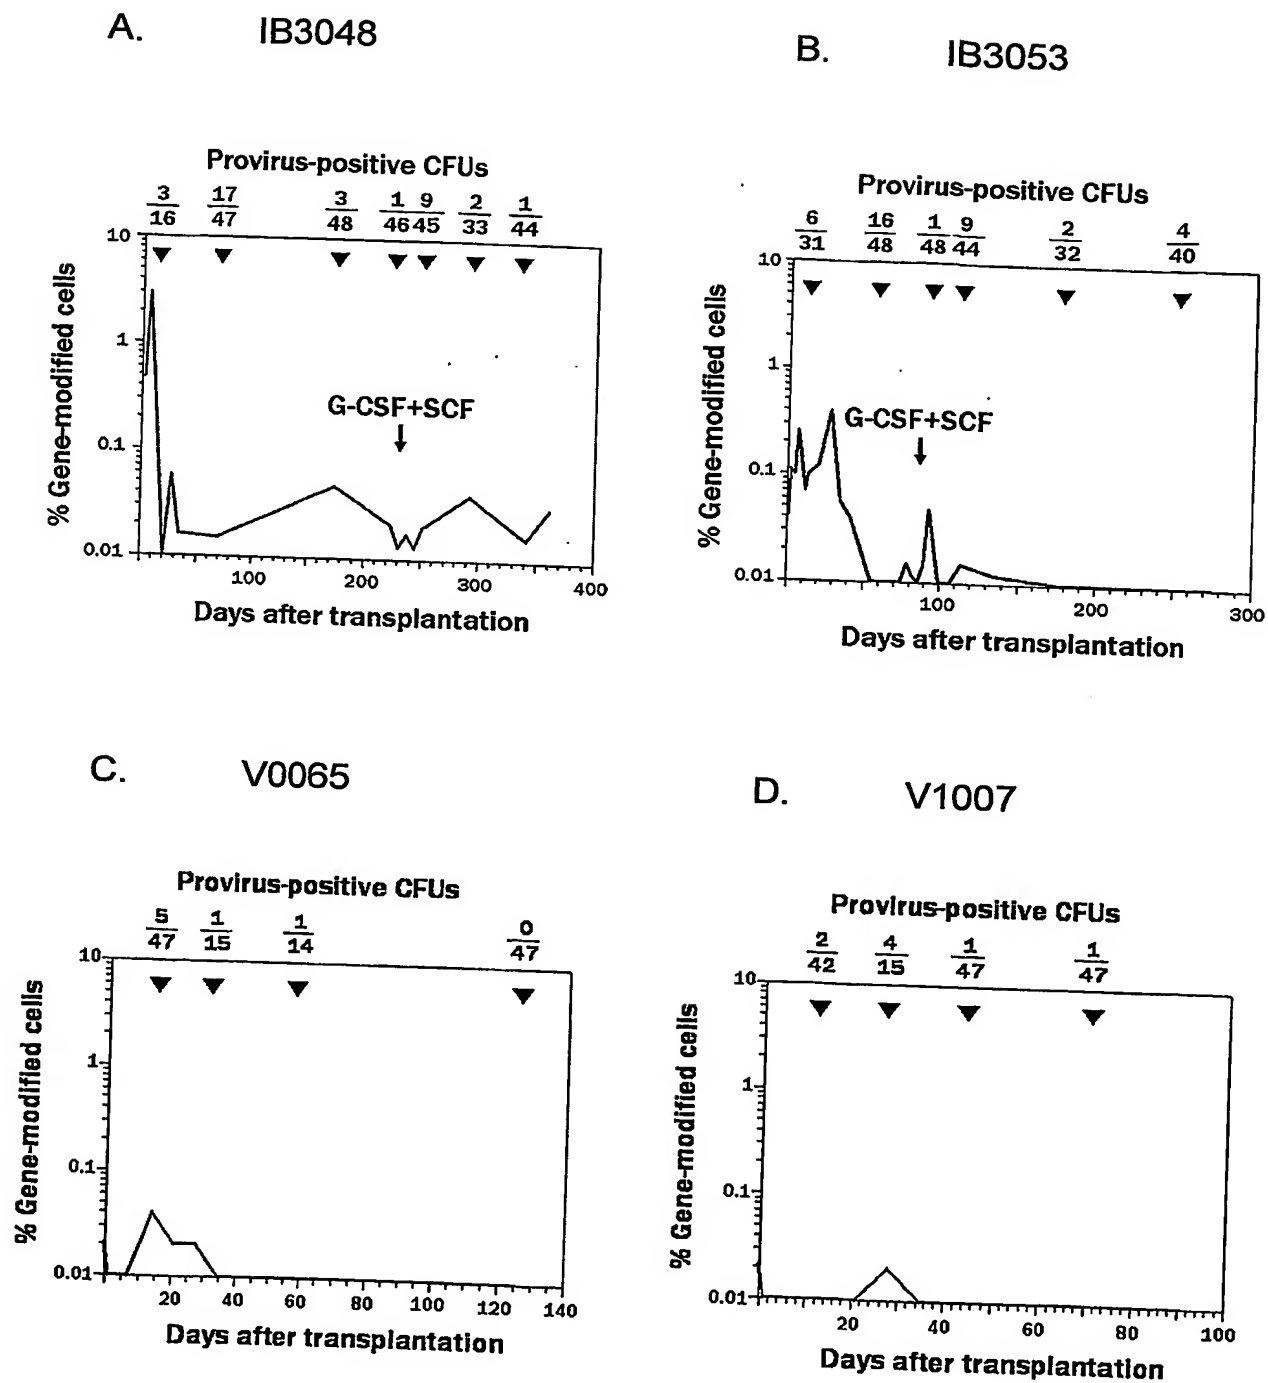 A. IB3048
Provirus-positive CFUs
3 17 3 1 9 2 1
16 47 48 46 45 33 44
10
1
0.1
0.01
% Gene-modified cells
G-CSF+SCF
100 200 300 400
Days after transplantation
B. IB3053
Provirus-positive CFUs
6 16 1 9 2 4
31 48 48 44 32 40
10
1
0.1
0.01
% Gene-modified cells
G-CSF+SCF
100 200 300
Days after transplantation
C. V0065
Provirus-positive CFUs
5 1 1 0
47 15 14 47
10
1
0.1
0.01
% Gene-modified cells
20 40 60 80 100 120 140
Days after transplantation
D. V1007
Provirus-positive CFUs
2 4 1 1
42 15 47 47
10
1
0.1
0.01
% Gene-modified cells
20 40 60 80 100
Days after transplantation